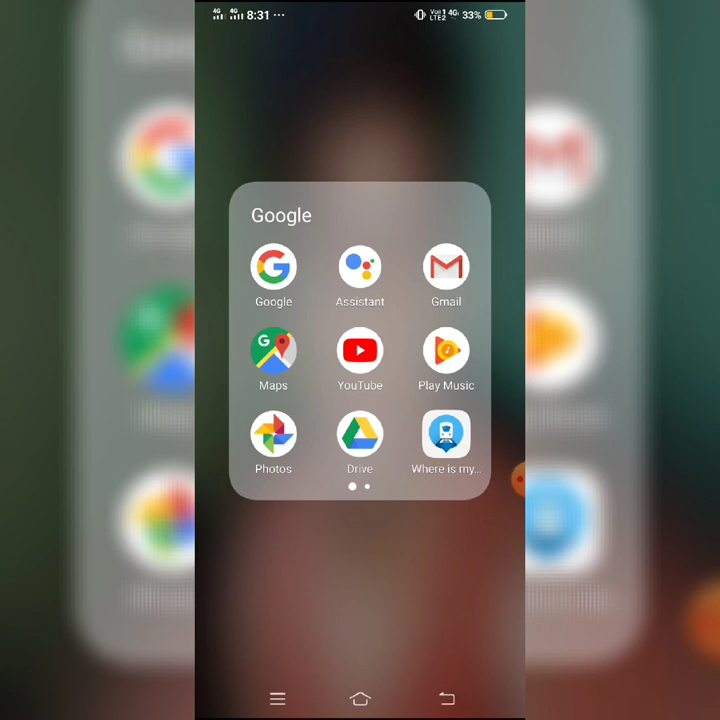 4G 4G 8:31 ... VoLTE2 1 4G 33%
Google
Google Assistant Gmail
G
Maps YouTube Play Music
Photos Drive Where is my...